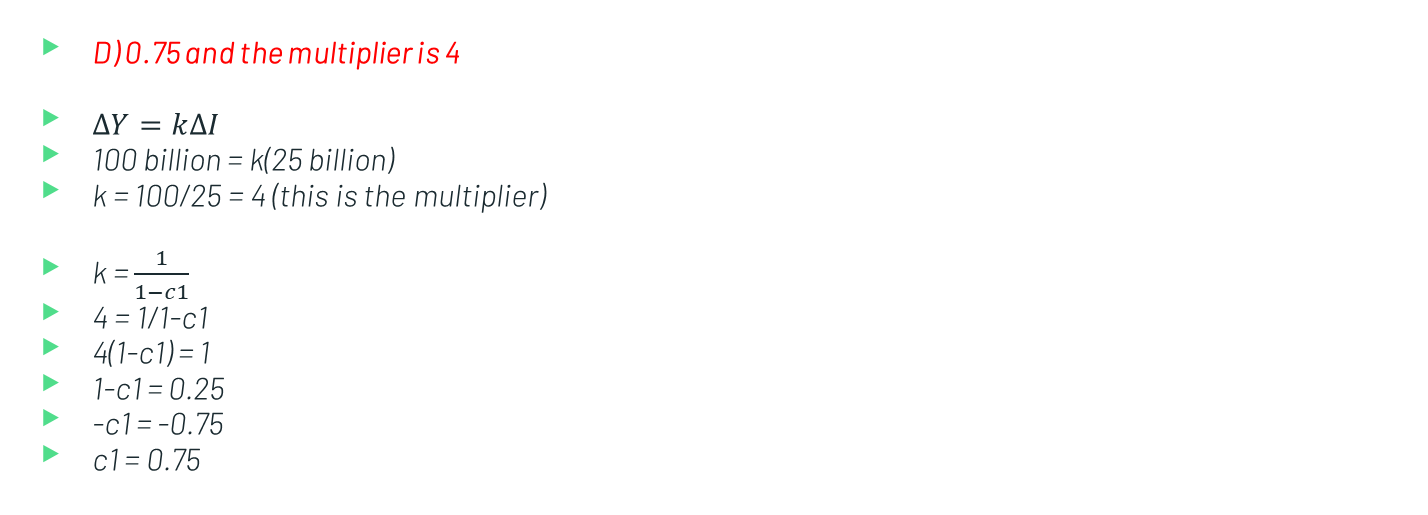 D) 0.75 and the multiplier is 4
ΔY = kΔI
100 billion = k(25 billion)
k = 100/25 = 4 (this is the multiplier)
k = 1/(1−c1)
4 = 1/1-c1
4(1-c1) = 1
1-c1 = 0.25
-c1 = -0.75
c1 = 0.75